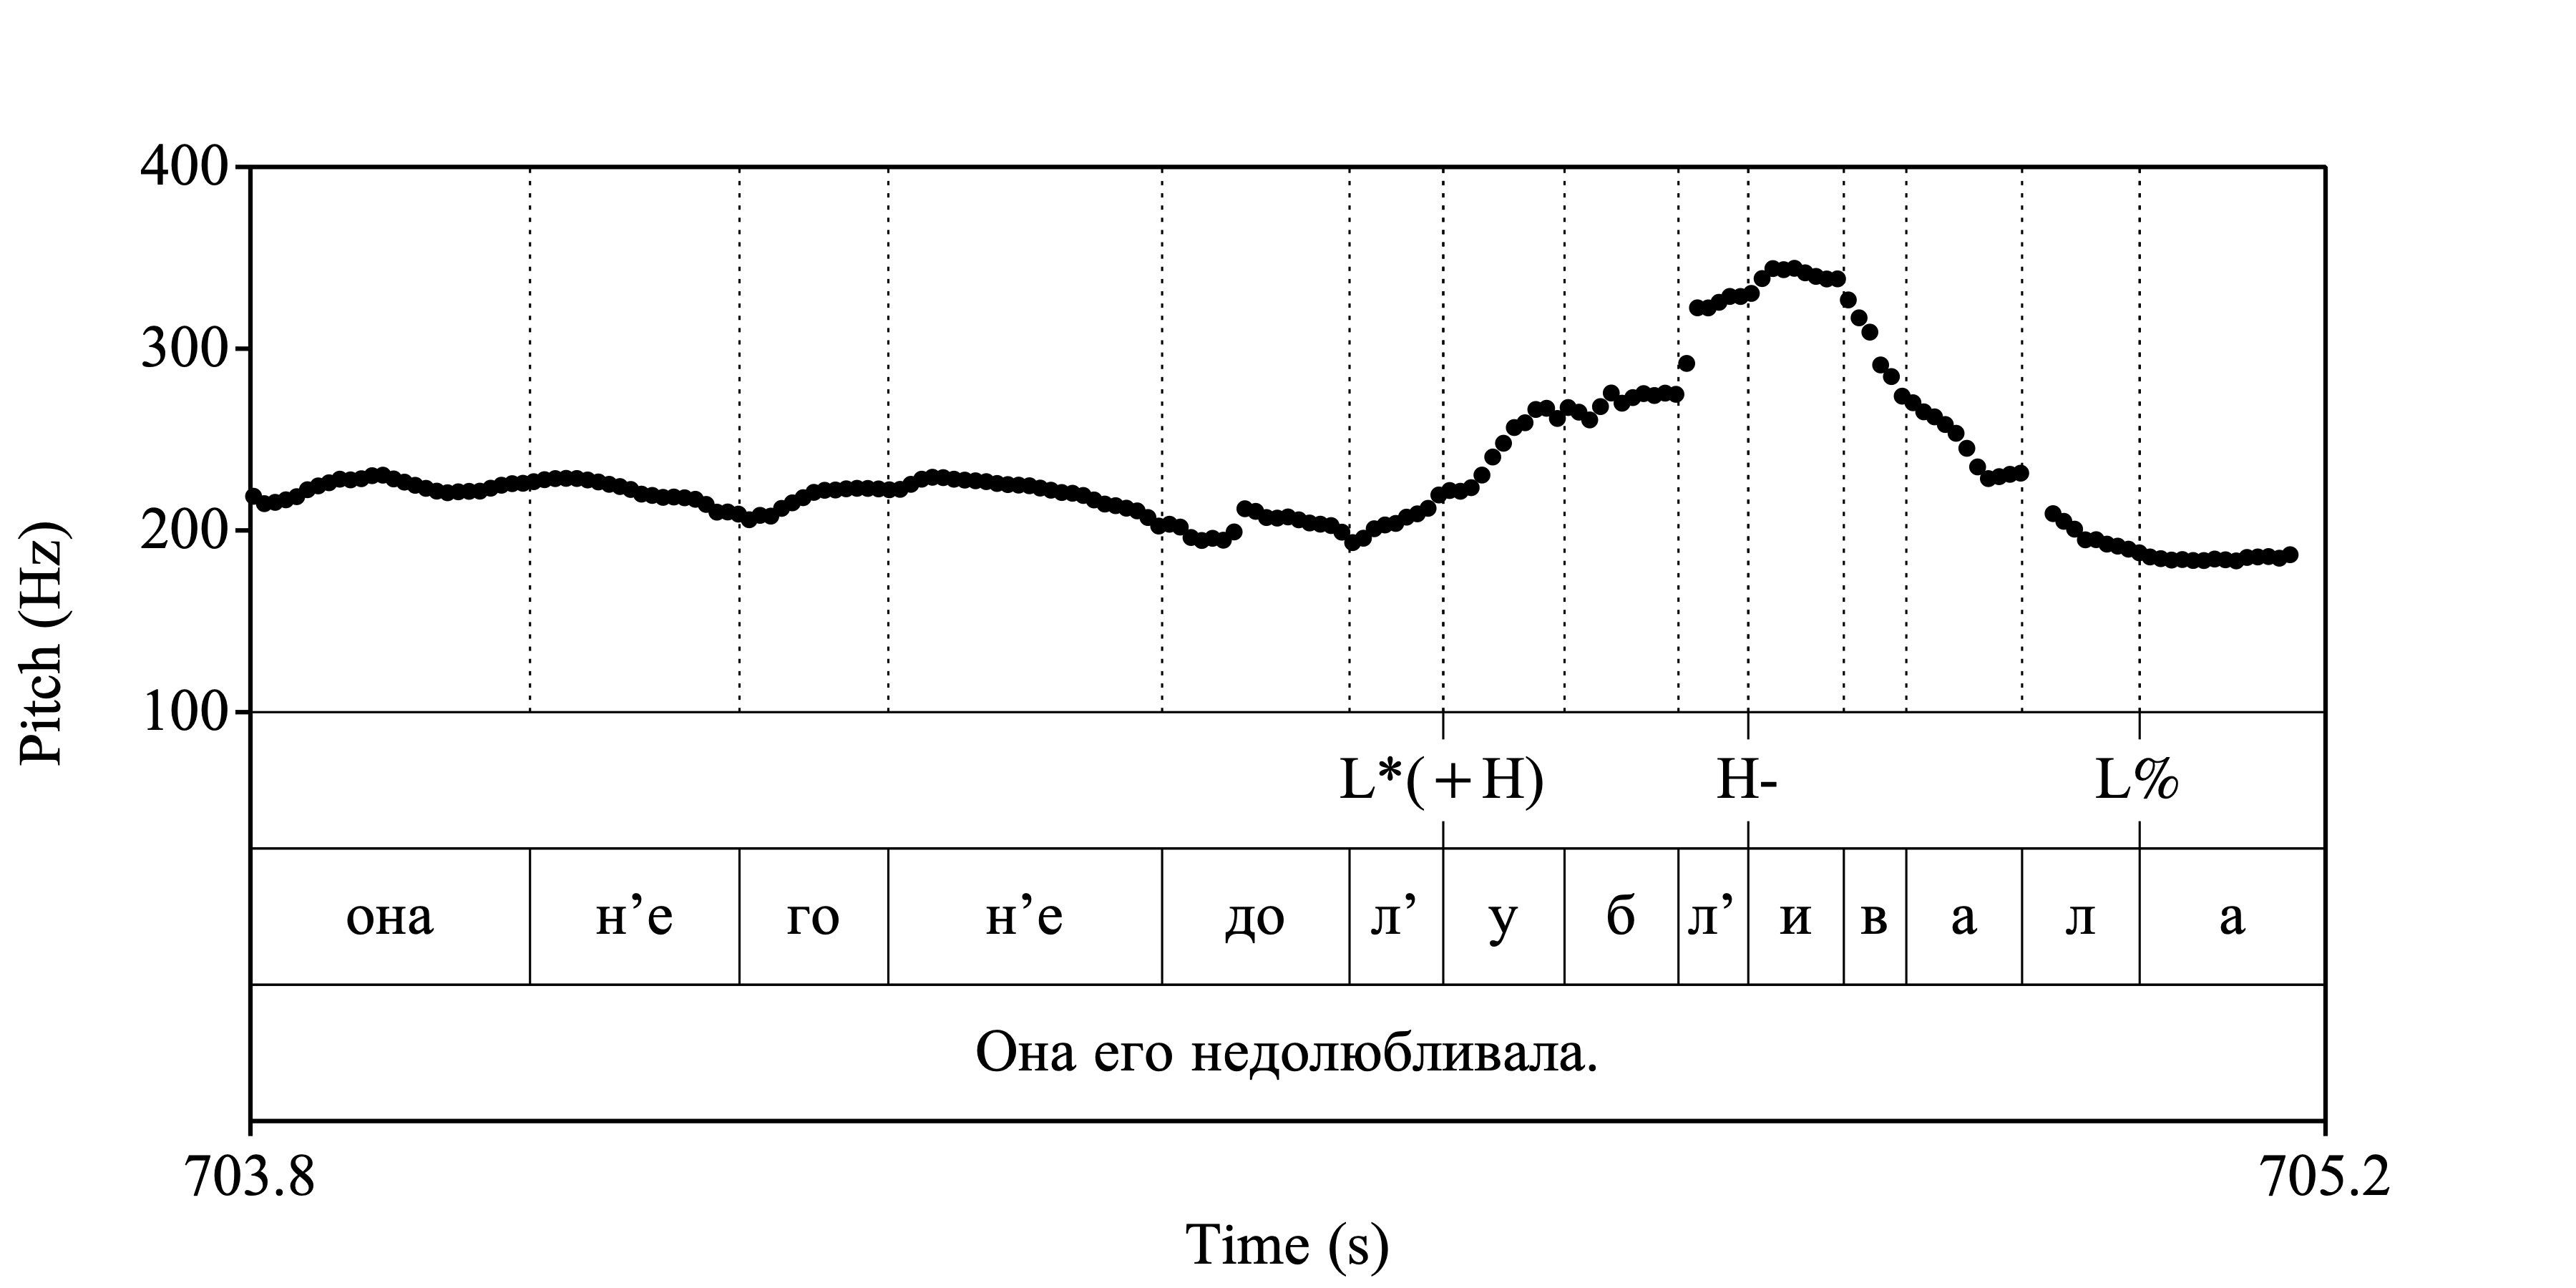 400
300
200
100
Pitch (Hz)
L*(+H) H- L%
она н’е го н’е до л’ у б л’ и в а л а
Она его недолюбливала.
703.8 705.2
Time (s)